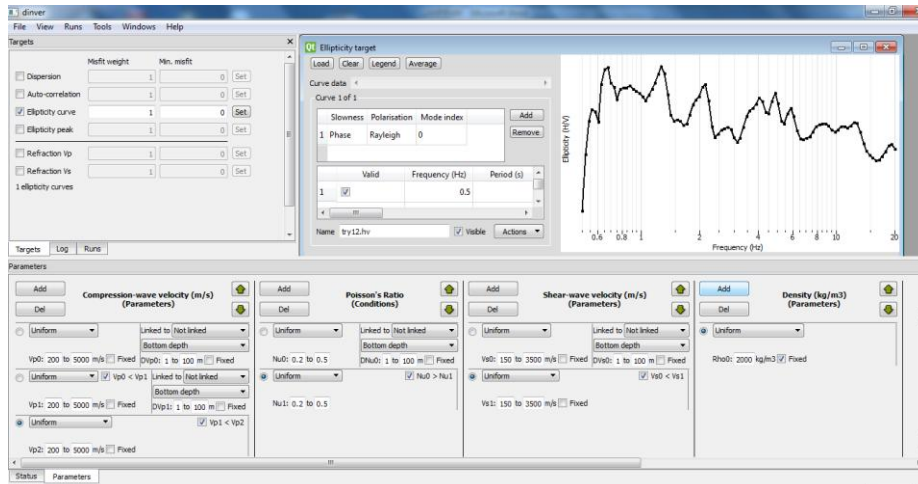 dinver
File View Runs Tools Windows Help
Targets
Misfit weight Min. misfit
Dispersion 1 0 Set
Auto-correlation 1 0 Set
Ellipticity curve 1 0 Set
Ellipticity peak 1 0 Set
Refraction Vp 1 0 Set
Refraction Vs 1 0 Set
1 ellipticity curves
Targets Log Runs
Qt Ellipticity target
Load Clear Legend Average
Curve data
Curve 1 of 1
Slowness Polarisation Mode index
1 Phase Rayleigh 0
Add
Remove
Valid Frequency (Hz) Period (s)
1 0.5
Name try12.hv Visible Actions
Ellipticity (H/V)
0.6 0.8 1 2 4 6 8 10 20
Frequency (Hz)
Parameters
Add
Del
Compression-wave velocity (m/s)
(Parameters)
Uniform Linked to Not linked
Bottom depth
Vp0: 200 to 5000 m/s Fixed DVp0: 1 to 100 m Fixed
Uniform Vp0 < Vp1 Linked to Not linked
Bottom depth
Vp1: 200 to 5000 m/s Fixed DVp1: 1 to 100 m Fixed
Uniform Vp1 < Vp2
Vp2: 200 to 5000 m/s Fixed
Add
Del
Poisson's Ratio
(Conditions)
Uniform Linked to Not linked
Bottom depth
Nu0: 0.2 to 0.5 DNu0: 1 to 100 m Fixed
Uniform Nu0 > Nu1
Nu1: 0.2 to 0.5
Add
Del
Shear-wave velocity (m/s)
(Parameters)
Uniform Linked to Not linked
Bottom depth
Vs0: 150 to 3500 m/s Fixed DVs0: 1 to 100 m Fixed
Uniform Vs0 < Vs1
Vs1: 150 to 3500 m/s Fixed
Add
Del
Density (kg/m3)
(Parameters)
Uniform
Rho0: 2000 kg/m3 Fixed
Status Parameters